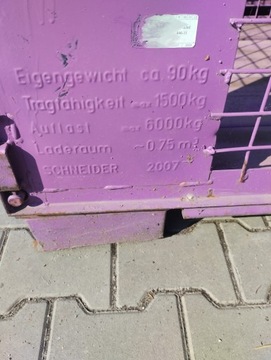 Eigengewicht ca. 90kg
Tragfähigkeit max 1500kg
Auflast max 6000kg
Laderaum ~0,75 m³
SCHNEIDER 2007